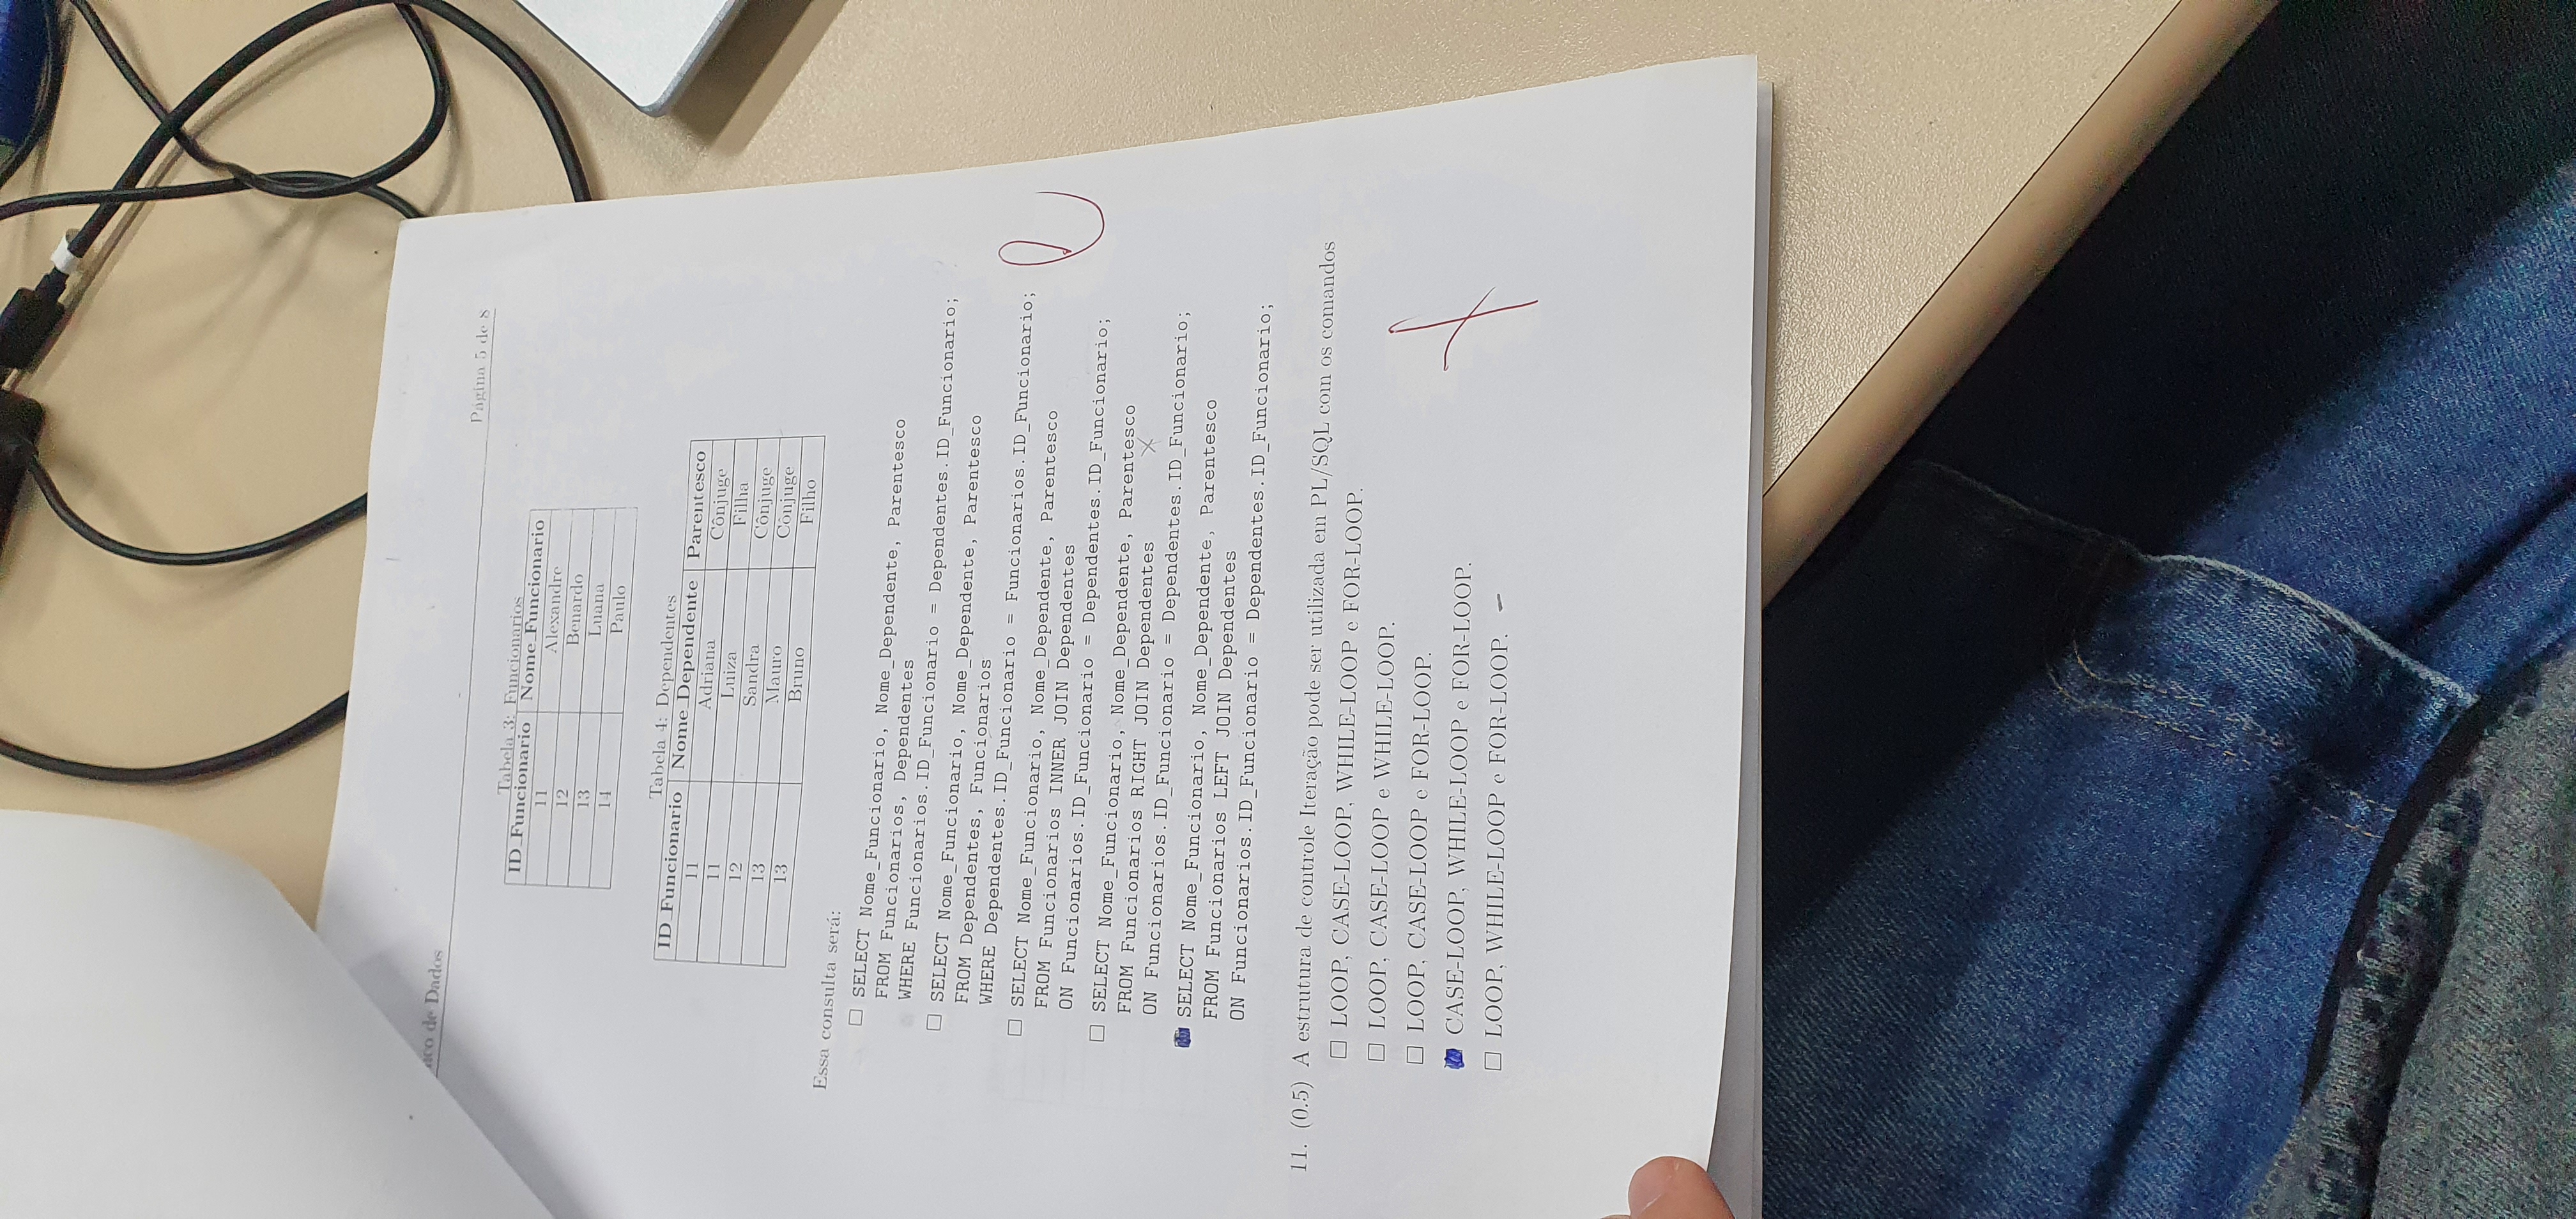 de Dados
Página 5 de 8
Tabela 3: Funcionarios
ID_Funcionario Nome_Funcionario
11 Alexandre
12 Benardo
13 Luana
14 Paulo
Tabela 4: Dependentes
ID_Funcionario Nome_Dependente Parentesco
11 Adriana Cônjuge
11 Luiza Filha
12 Sandra Cônjuge
13 Mauro Cônjuge
13 Bruno Filho
Essa consulta será:
SELECT Nome_Funcionario, Nome_Dependente, Parentesco
FROM Funcionarios, Dependentes
WHERE Funcionarios.ID_Funcionario = Dependentes.ID_Funcionario;
SELECT Nome_Funcionario, Nome_Dependente, Parentesco
FROM Dependentes, Funcionarios
WHERE Dependentes.ID_Funcionario = Funcionarios.ID_Funcionario;
SELECT Nome_Funcionario, Nome_Dependente, Parentesco
FROM Funcionarios INNER JOIN Dependentes
ON Funcionarios.ID_Funcionario = Dependentes.ID_Funcionario;
SELECT Nome_Funcionario, Nome_Dependente, Parentesco
FROM Funcionarios RIGHT JOIN Dependentes
ON Funcionarios.ID_Funcionario = Dependentes.ID_Funcionario;
SELECT Nome_Funcionario, Nome_Dependente, Parentesco
FROM Funcionarios LEFT JOIN Dependentes
ON Funcionarios.ID_Funcionario = Dependentes.ID_Funcionario;
11. (0.5) A estrutura de controle Iteração pode ser utilizada em PL/SQL com os comandos
LOOP, CASE-LOOP, WHILE-LOOP e FOR-LOOP.
LOOP, CASE-LOOP e WHILE-LOOP.
LOOP, CASE-LOOP e FOR-LOOP.
CASE-LOOP, WHILE-LOOP e FOR-LOOP.
LOOP, WHILE-LOOP e FOR-LOOP.